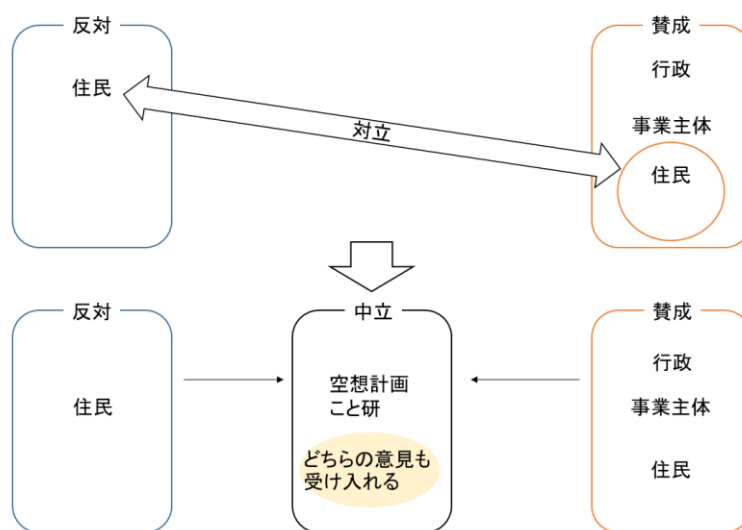 反対
住民
対立
賛成
行政
事業主体
住民
反対
住民
中立
空想計画
こと研
どちらの意見も
受け入れる
賛成
行政
事業主体
住民